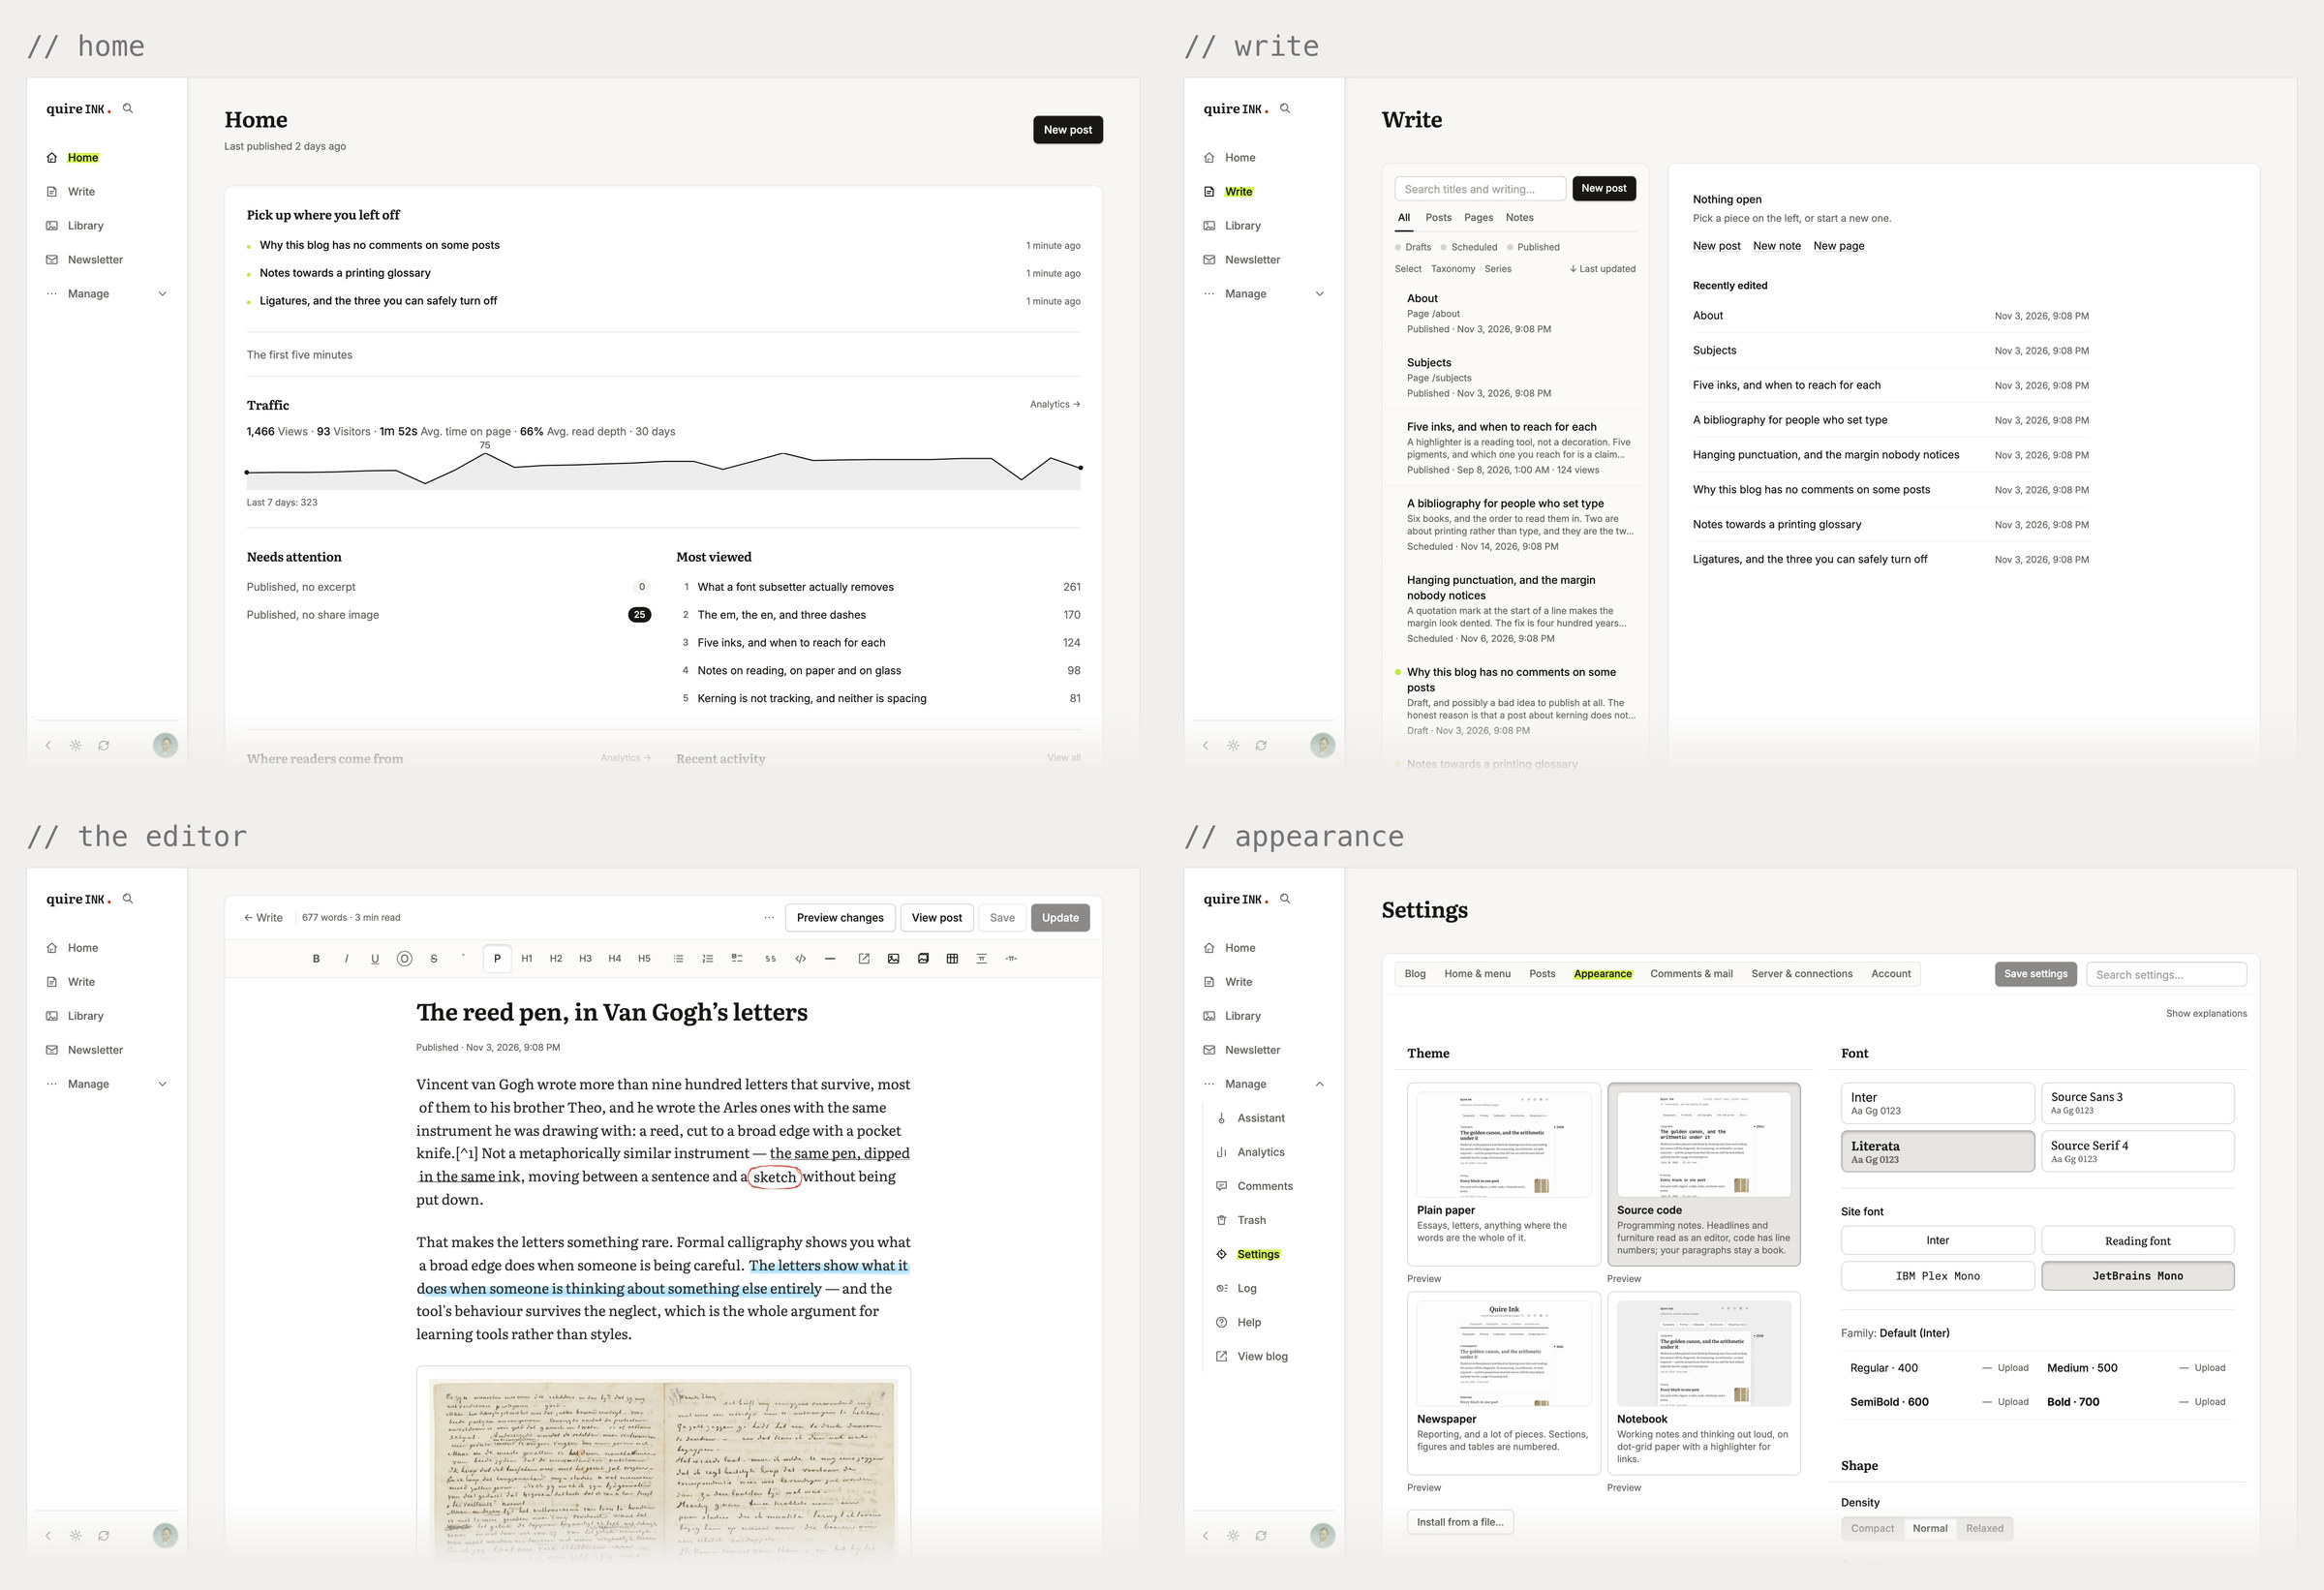 // home
quire INK.
Home
Write
Library
Newsletter
Manage
Home
Last published 2 days ago
New post
Pick up where you left off
Why this blog has no comments on some posts
1 minute ago
Notes towards a printing glossary
1 minute ago
Ligatures, and the three you can safely turn off
1 minute ago
The first five minutes
Traffic
Analytics →
1,466 Views · 93 Visitors · 1m 52s Avg. time on page · 66% Avg. read depth · 30 days
75
Last 7 days: 323
Needs attention
Published, no excerpt
0
Published, no share image
25
Most viewed
1 What a font subsetter actually removes 261
2 The em, the en, and three dashes 170
3 Five inks, and when to reach for each 124
4 Notes on reading, on paper and on glass 98
5 Kerning is not tracking, and neither is spacing 81
Where readers come from
Analytics →
Recent activity
View all
// write
quire INK.
Home
Write
Library
Newsletter
Manage
Write
Search titles and writing...
New post
All Posts Pages Notes
Drafts Scheduled Published
Select Taxonomy Series ↓ Last updated
About
Page /about
Published · Nov 3, 2026, 9:08 PM
Subjects
Page /subjects
Published · Nov 3, 2026, 9:08 PM
Five inks, and when to reach for each
A highlighter is a reading tool, not a decoration. Five
pigments, and which one you reach for is a claim...
Published · Sep 8, 2026, 1:00 AM · 124 views
A bibliography for people who set type
Six books, and the order to read them in. Two are
about printing rather than type, and they are the tw...
Scheduled · Nov 14, 2026, 9:08 PM
Hanging punctuation, and the margin
nobody notices
A quotation mark at the start of a line makes the
margin look dented. The fix is four hundred years...
Scheduled · Nov 6, 2026, 9:08 PM
Why this blog has no comments on some
posts
Draft, and possibly a bad idea to publish at all. The
honest reason is that a post about kerning does not...
Draft · Nov 3, 2026, 9:08 PM
Notes towards a printing glossary
Nothing open
Pick a piece on the left, or start a new one.
New post New note New page
Recently edited
About Nov 3, 2026, 9:08 PM
Subjects Nov 3, 2026, 9:08 PM
Five inks, and when to reach for each Nov 3, 2026, 9:08 PM
A bibliography for people who set type Nov 3, 2026, 9:08 PM
Hanging punctuation, and the margin nobody notices Nov 3, 2026, 9:08 PM
Why this blog has no comments on some posts Nov 3, 2026, 9:08 PM
Notes towards a printing glossary Nov 3, 2026, 9:08 PM
Ligatures, and the three you can safely turn off Nov 3, 2026, 9:08 PM
// the editor
quire INK.
Home
Write
Library
Newsletter
Manage
← Write
677 words · 3 min read
Preview changes
View post
Save
Update
B I U O S ` P H1 H2 H3 H4 H5
The reed pen, in Van Gogh’s letters
Published · Nov 3, 2026, 9:08 PM
Vincent van Gogh wrote more than nine hundred letters that survive, most
of them to his brother Theo, and he wrote the Arles ones with the same
instrument he was drawing with: a reed, cut to a broad edge with a pocket
knife.[^1] Not a metaphorically similar instrument — the same pen, dipped
in the same ink, moving between a sentence and a sketch without being
put down.
That makes the letters something rare. Formal calligraphy shows you what
a broad edge does when someone is being careful. The letters show what it
does when someone is thinking about something else entirely — and the
tool's behaviour survives the neglect, which is the whole argument for
learning tools rather than styles.
// appearance
quire INK.
Home
Write
Library
Newsletter
Manage
Assistant
Analytics
Comments
Trash
Settings
Log
Help
View blog
Settings
Blog Home & menu Posts Appearance Comments & mail Server & connections Account
Save settings
Search settings...
Show explanations
Theme
Plain paper
Essays, letters, anything where the
words are the whole of it.
Preview
Source code
Programming notes. Headlines and
furniture read as an editor, code has line
numbers; your paragraphs stay a book.
Preview
Quire Ink
The golden canon, and the arithmetic
under it
Every block in one post
Newspaper
Reporting, and a lot of pieces. Sections,
figures and tables are numbered.
Preview
Notebook
Working notes and thinking out loud, on
dot-grid paper with a highlighter for
links.
Preview
Install from a file...
Font
Inter
Aa Gg 0123
Source Sans 3
Aa Gg 0123
Literata
Aa Gg 0123
Source Serif 4
Aa Gg 0123
Site font
Inter
Reading font
IBM Plex Mono
JetBrains Mono
Family: Default (Inter)
Regular · 400 — Upload
Medium · 500 — Upload
SemiBold · 600 — Upload
Bold · 700 — Upload
Shape
Density
Compact Normal Relaxed